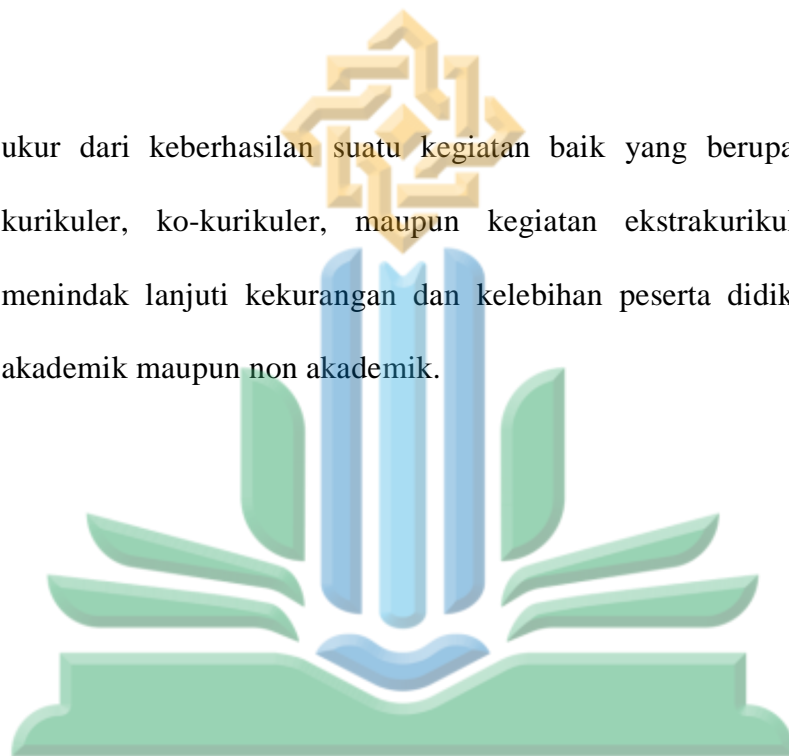 ukur dari keberhasilan suatu kegiatan baik yang berupa
kurikuler, ko-kurikuler, maupun kegiatan
menindak lanjuti kekurangan dan kelebihan peserta didik
akademik maupun non akademik.